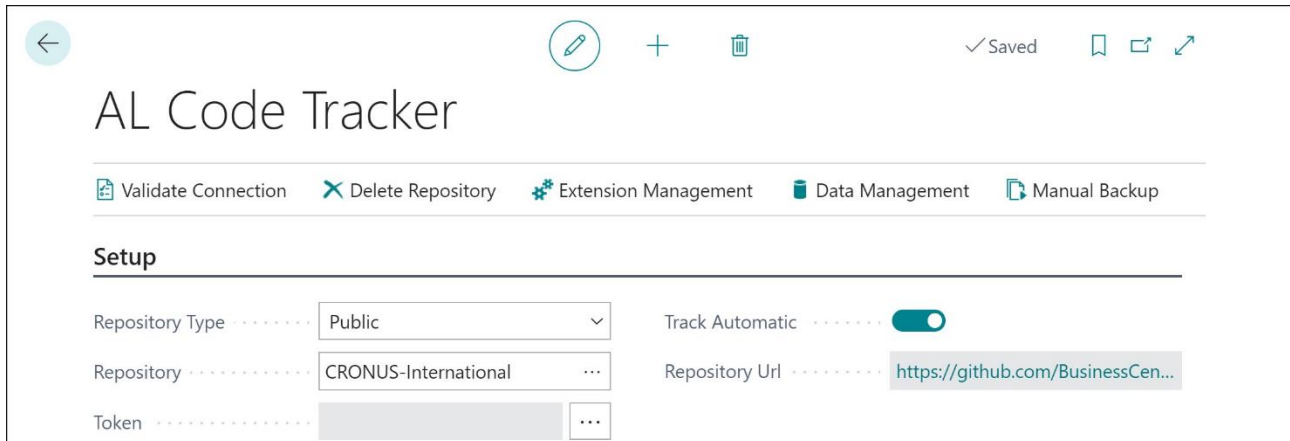 Saved
AL Code Tracker
Validate Connection Delete Repository Extension Management Data Management Manual Backup
Setup
Repository Type Public Track Automatic
Repository CRONUS-International ... Repository Url https://github.com/BusinessCen...
Token ...